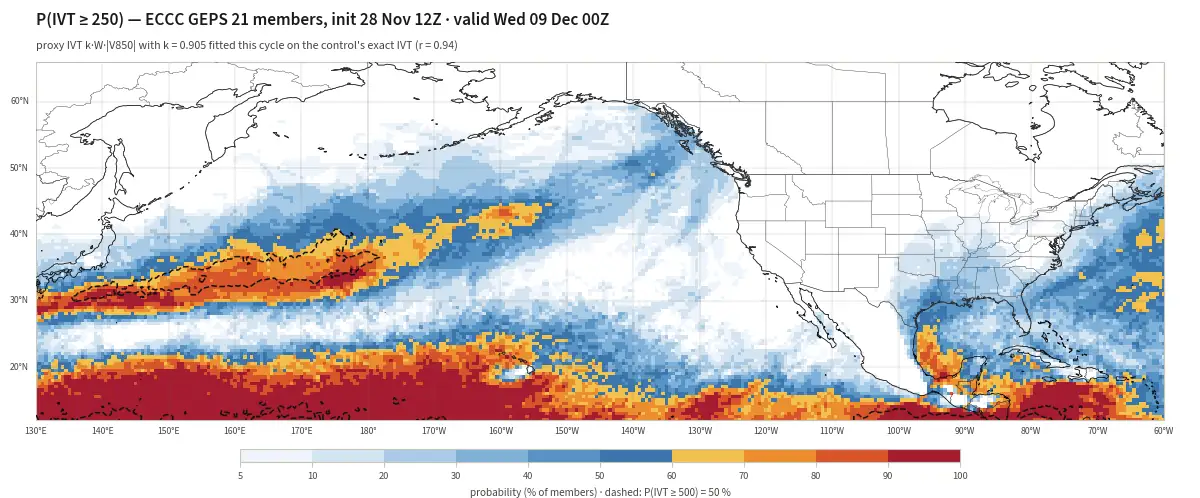 P(IVT ≥ 250) — ECCC GEPS 21 members, init 28 Nov 12Z · valid Wed 09 Dec 00Z
proxy IVT k·W·|V850| with k = 0.905 fitted this cycle on the control's exact IVT (r = 0.94)
60°N
50°N
40°N
30°N
20°N
130°E 140°E 150°E 160°E 170°E 180° 170°W 160°W 150°W 140°W 130°W 120°W 110°W 100°W 90°W 80°W 70°W 60°W
5 10 20 30 40 50 60 70 80 90 100
probability (% of members) · dashed: P(IVT ≥ 500) = 50 %